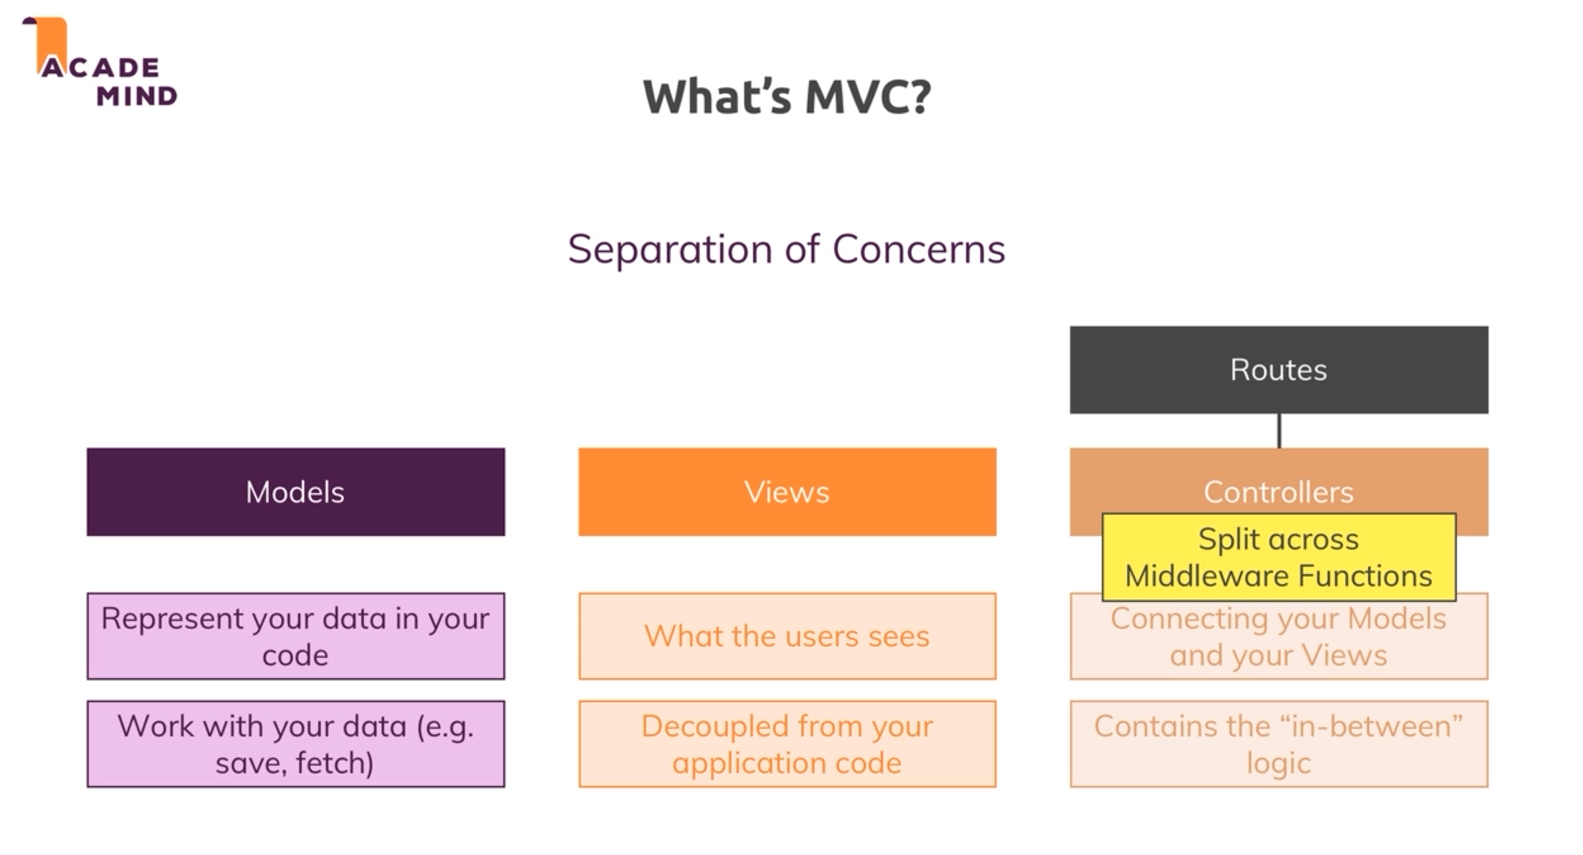 ACADE
MIND
What's MVC?
Separation of Concerns
Routes
Models
Views
Controllers
Split across
Middleware Functions
Represent your data in your
code
What the users sees
Connecting your Models
and your Views
Work with your data (e.g.
save, fetch)
Decoupled from your
application code
Contains the “in-between”
logic